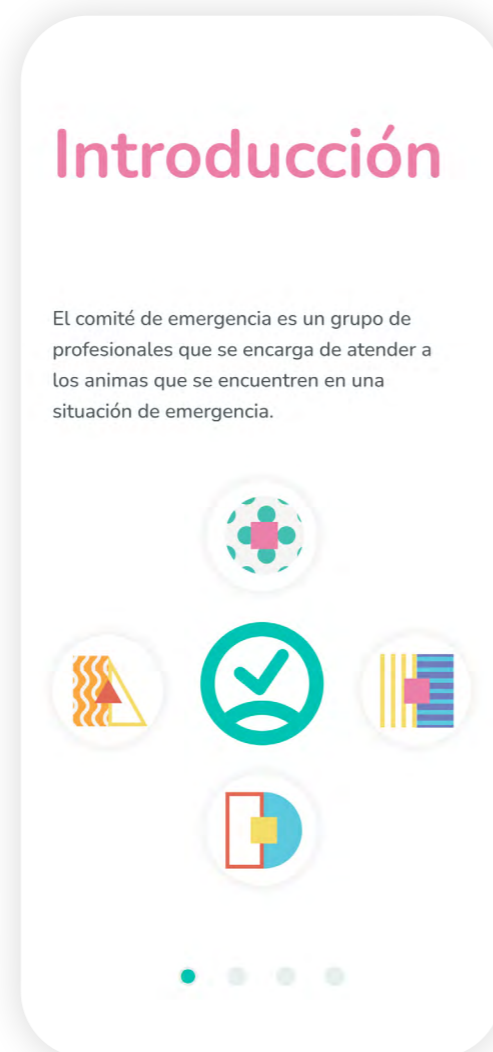 Introducción
El comité de emergencia es un grupo de
profesionales que se encarga de atender a
los animas que se encuentren en una
situación de emergencia.